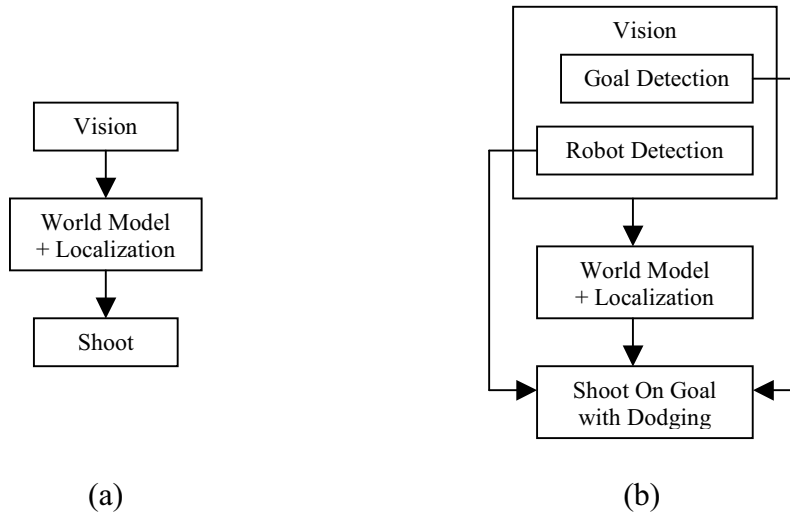 Vision
World Model
+ Localization
Shoot
(a)
Vision
Goal Detection
Robot Detection
World Model
+ Localization
Shoot On Goal
with Dodging
(b)